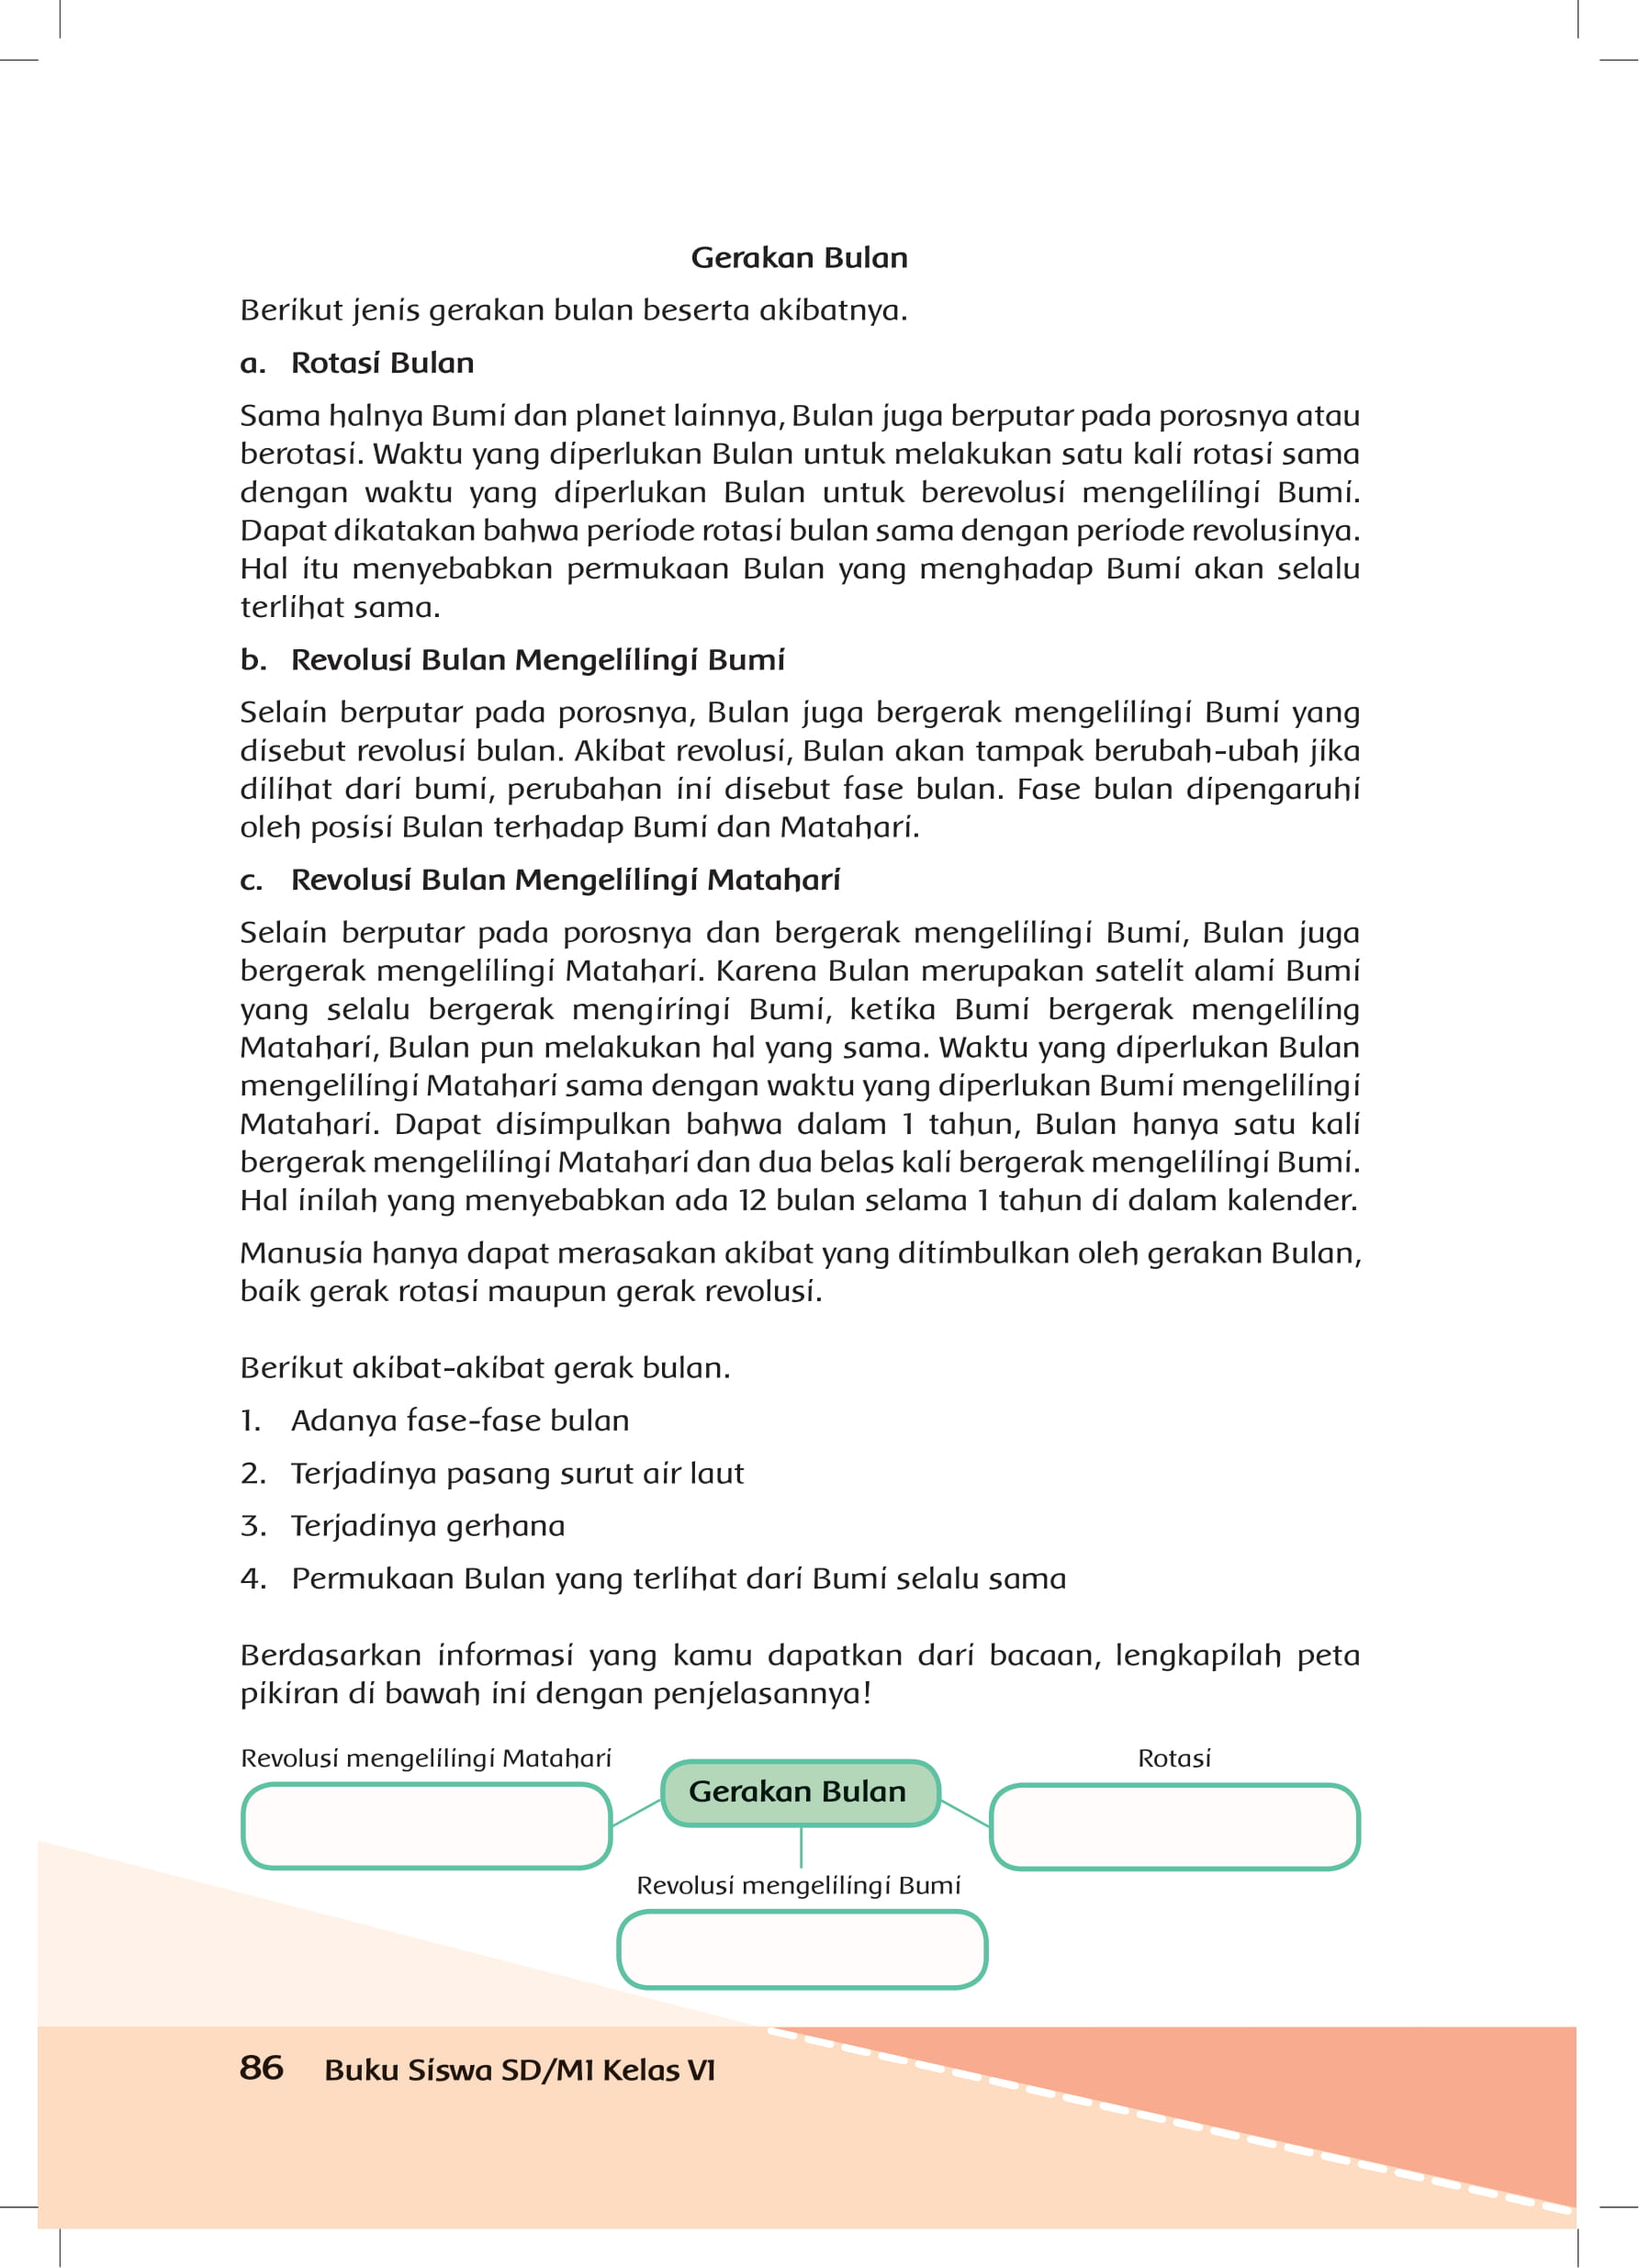 Gerakan Bulan
Berikut jenis gerakan bulan beserta akibatnya.
a. Rotasi Bulan
Sama halnya Bumi dan planet lainnya, Bulan juga berputar pada porosnya atau
berotasi. Waktu yang diperlukan Bulan untuk melakukan satu kali rotasi sama
dengan waktu yang diperlukan Bulan untuk berevolusi mengelilingi Bumi.
Dapat dikatakan bahwa periode rotasi bulan sama dengan periode revolusinya.
Hal itu menyebabkan permukaan Bulan yang menghadap Bumi akan selalu
terlihat sama.
b. Revolusi Bulan Mengelilingi Bumi
Selain berputar pada porosnya, Bulan juga bergerak mengelilingi Bumi yang
disebut revolusi bulan. Akibat revolusi, Bulan akan tampak berubah-ubah jika
dilihat dari bumi, perubahan ini disebut fase bulan. Fase bulan dipengaruhi
oleh posisi Bulan terhadap Bumi dan Matahari.
c. Revolusi Bulan Mengelilingi Matahari
Selain berputar pada porosnya dan bergerak mengelilingi Bumi, Bulan juga
bergerak mengelilingi Matahari. Karena Bulan merupakan satelit alami Bumi
yang selalu bergerak mengiringi Bumi, ketika Bumi bergerak mengeliling
Matahari, Bulan pun melakukan hal yang sama. Waktu yang diperlukan Bulan
mengelilingi Matahari sama dengan waktu yang diperlukan Bumi mengelilingi
Matahari. Dapat disimpulkan bahwa dalam 1 tahun, Bulan hanya satu kali
bergerak mengelilingi Matahari dan dua belas kali bergerak mengelilingi Bumi.
Hal inilah yang menyebabkan ada 12 bulan selama 1 tahun di dalam kalender.
Manusia hanya dapat merasakan akibat yang ditimbulkan oleh gerakan Bulan,
baik gerak rotasi maupun gerak revolusi.
Berikut akibat-akibat gerak bulan.
1. Adanya fase-fase bulan
2. Terjadinya pasang surut air laut
3. Terjadinya gerhana
4. Permukaan Bulan yang terlihat dari Bumi selalu sama
Berdasarkan informasi yang kamu dapatkan dari bacaan, lengkapilah peta
pikiran di bawah ini dengan penjelasannya!
Revolusi mengelilingi Matahari
Gerakan Bulan
Rotasi
Revolusi mengelilingi Bumi
86 Buku Siswa SD/MI Kelas VI